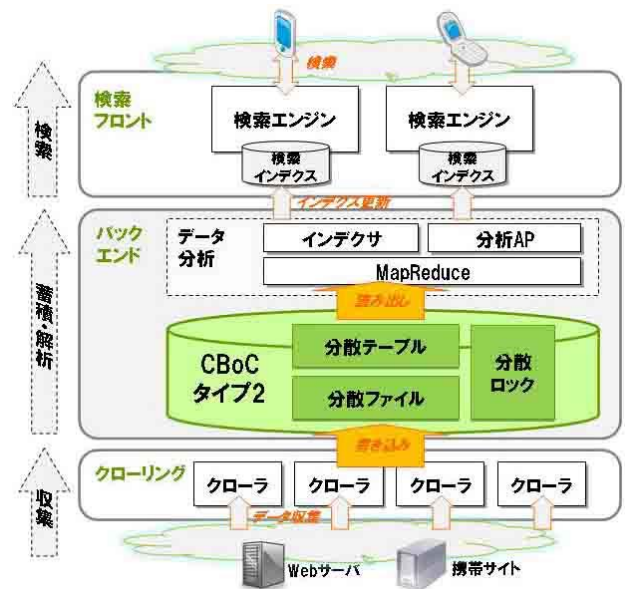 検索
検索
フロント
検索
検索エンジン
検索エンジン
検索
インデクス
検索
インデクス
インデクス更新
蓄積・解析
バック
エンド
データ
分析
インデクサ
分析AP
MapReduce
読み出し
CBoC
タイプ2
分散テーブル
分散ファイル
分散
ロック
書き込み
収集
クローリング
クローラ
クローラ
クローラ
クローラ
データ収集
Webサーバ
携帯サイト